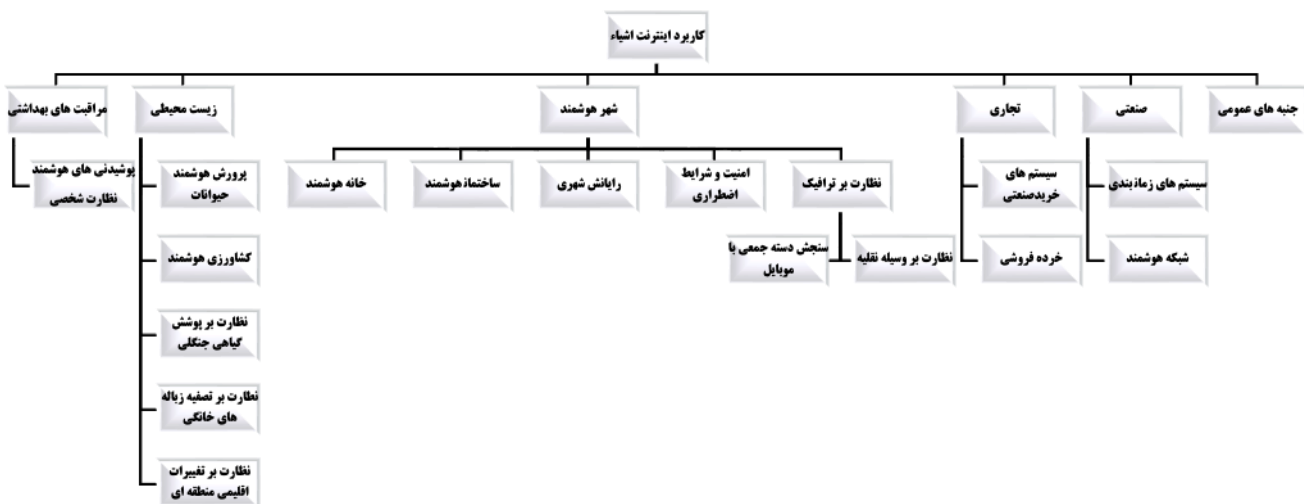 کاربرد اینترنت اشیاء
جنبه های عمومی
صنعتی
تجاری
شهر هوشمند
زیست محیطی
مراقبت های بهداشتی
سیستم های زمانبندی
شبکه هوشمند
سیستم های
خریدصنعتی
خرده فروشی
نظارت بر ترافیک
امنیت و شرایط
اضطراری
رایانش شهری
ساختمانهوشمند
خانه هوشمند
نظارت بر وسیله نقلیه
سنجش دسته جمعی با
موبایل
پرورش هوشمند
حیوانات
کشاورزی هوشمند
نظارت بر پوشش
گیاهی جنگلی
نظارت بر تصفیه زباله
های خانگی
نظارت بر تغییرات
اقلیمی منطقه ای
پوشیدنی های هوشمند
نظارت شخصی